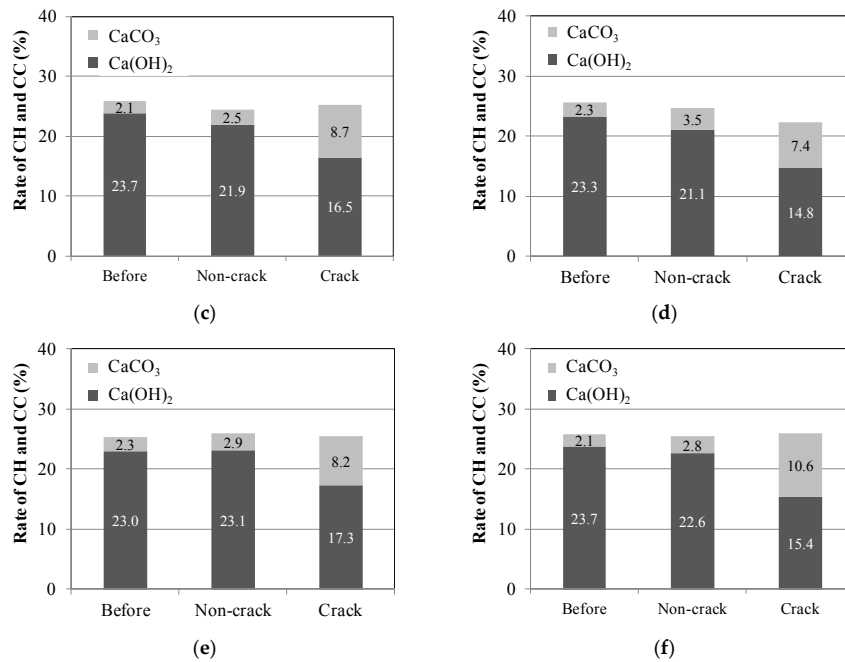 40
30
20
10
0
Rate of CH and CC (%)
CaCO₃
Ca(OH)₂
2.1
23.7
2.5
21.9
8.7
16.5
Before Non-crack Crack
(c)
40
30
20
10
0
Rate of CH and CC (%)
CaCO₃
Ca(OH)₂
2.3
23.3
3.5
21.1
7.4
14.8
Before Non-crack Crack
(d)
40
30
20
10
0
Rate of CH and CC (%)
CaCO₃
Ca(OH)₂
2.3
23.0
2.9
23.1
8.2
17.3
Before Non-crack Crack
(e)
40
30
20
10
0
Rate of CH and CC (%)
CaCO₃
Ca(OH)₂
2.1
23.7
2.8
22.6
10.6
15.4
Before Non-crack Crack
(f)